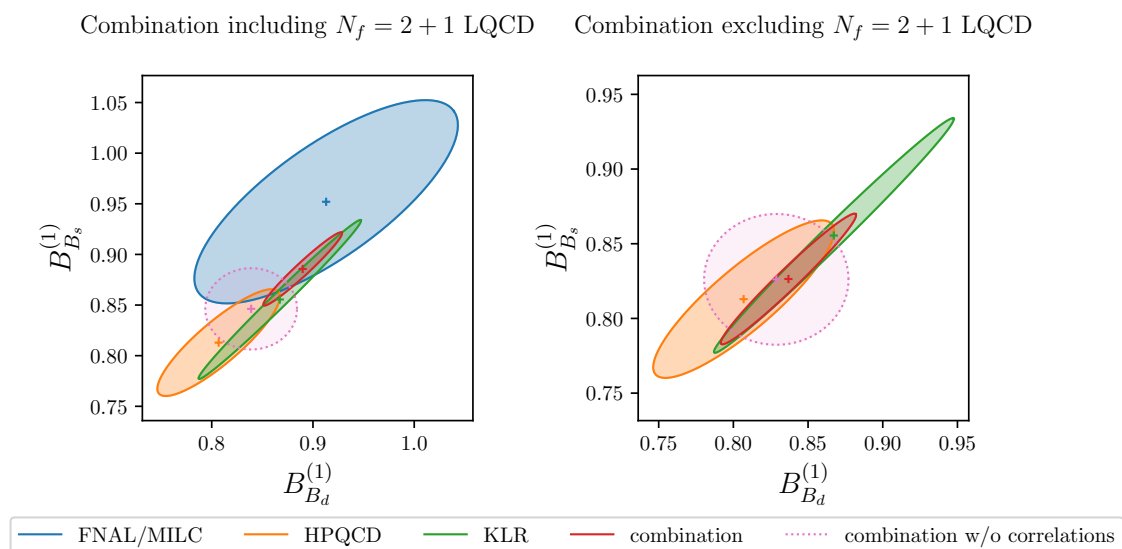 Combination including $N_f = 2 + 1$ LQCD
Combination excluding $N_f = 2 + 1$ LQCD
1.05
1.00
0.95
0.90
0.85
0.80
0.75
$B_{B_s}^{(1)}$
0.8 0.9 1.0
$B_{B_d}^{(1)}$
0.95
0.90
0.85
0.80
0.75
$B_{B_s}^{(1)}$
0.75 0.80 0.85 0.90 0.95
$B_{B_d}^{(1)}$
FNAL/MILC HPQCD KLR combination combination w/o correlations